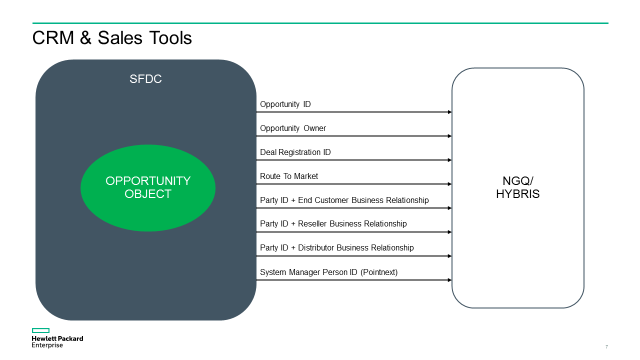 CRM & Sales Tools
SFDC
OPPORTUNITY
OBJECT
Opportunity ID
Opportunity Owner
Deal Registration ID
Route To Market
Party ID + End Customer Business Relationship
Party ID + Reseller Business Relationship
Party ID + Distributor Business Relationship
System Manager Person ID (Pointnext)
NGQ/
HYBRIS
Hewlett Packard
Enterprise
7